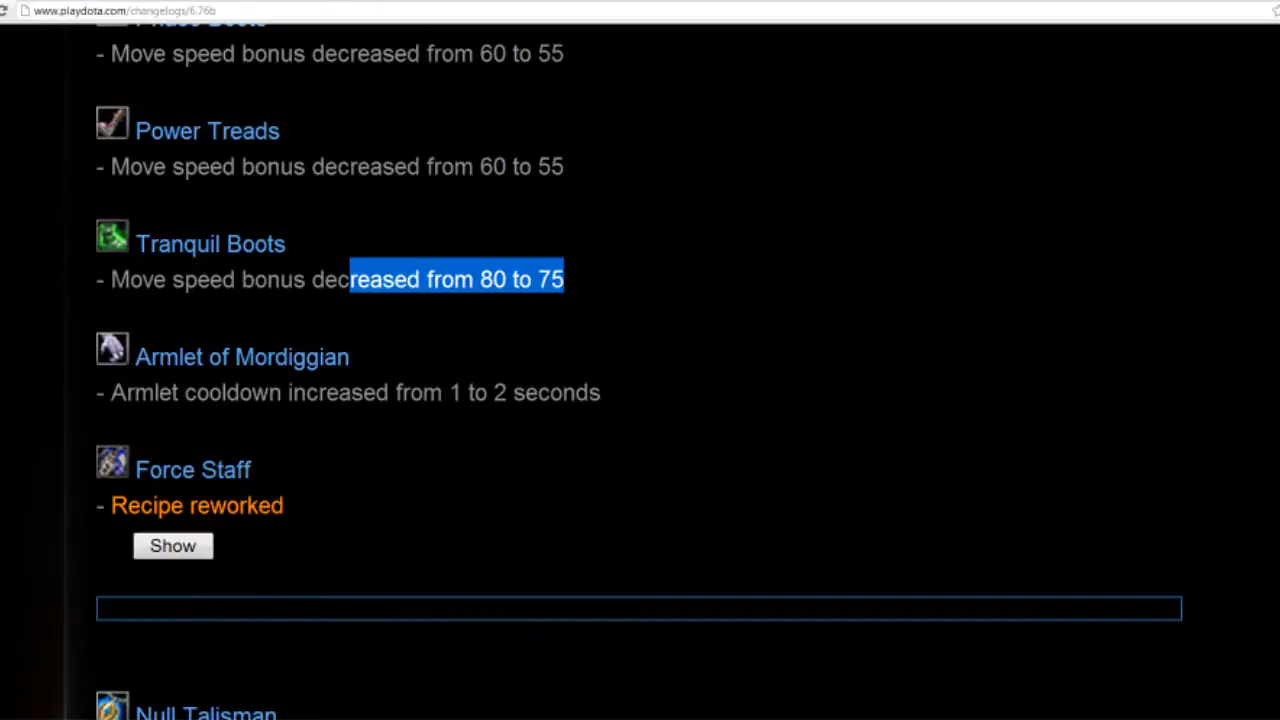 www.playdota.com/changelogs/6.76b
Phase Boots
- Move speed bonus decreased from 60 to 55
Power Treads
- Move speed bonus decreased from 60 to 55
Tranquil Boots
- Move speed bonus decreased from 80 to 75
Armlet of Mordiggian
- Armlet cooldown increased from 1 to 2 seconds
Force Staff
- Recipe reworked
Show
Null Talisman